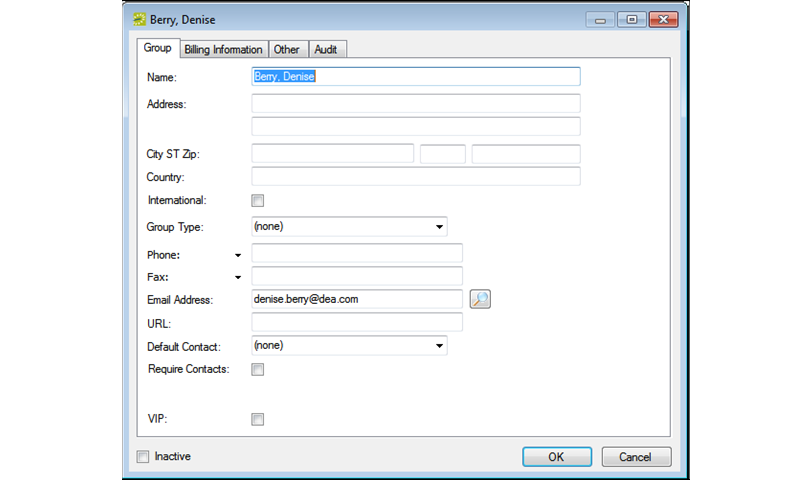 Berry, Denise
Group Billing Information Other Audit
Name: Berry, Denise
Address:
City ST Zip:
Country:
International:
Group Type: (none)
Phone:
Fax:
Email Address: denise.berry@dea.com
URL:
Default Contact: (none)
Require Contacts:
VIP:
Inactive OK Cancel